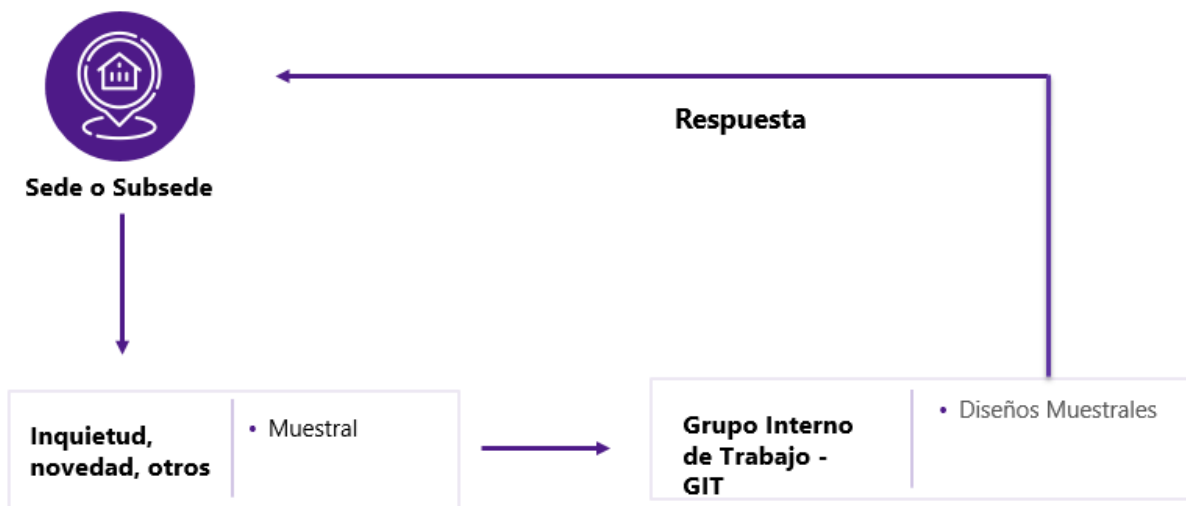 Respuesta
Sede o Subsede
Inquietud,
novedad, otros
• Muestral
Grupo Interno
de Trabajo -
GIT
• Diseños Muestrales